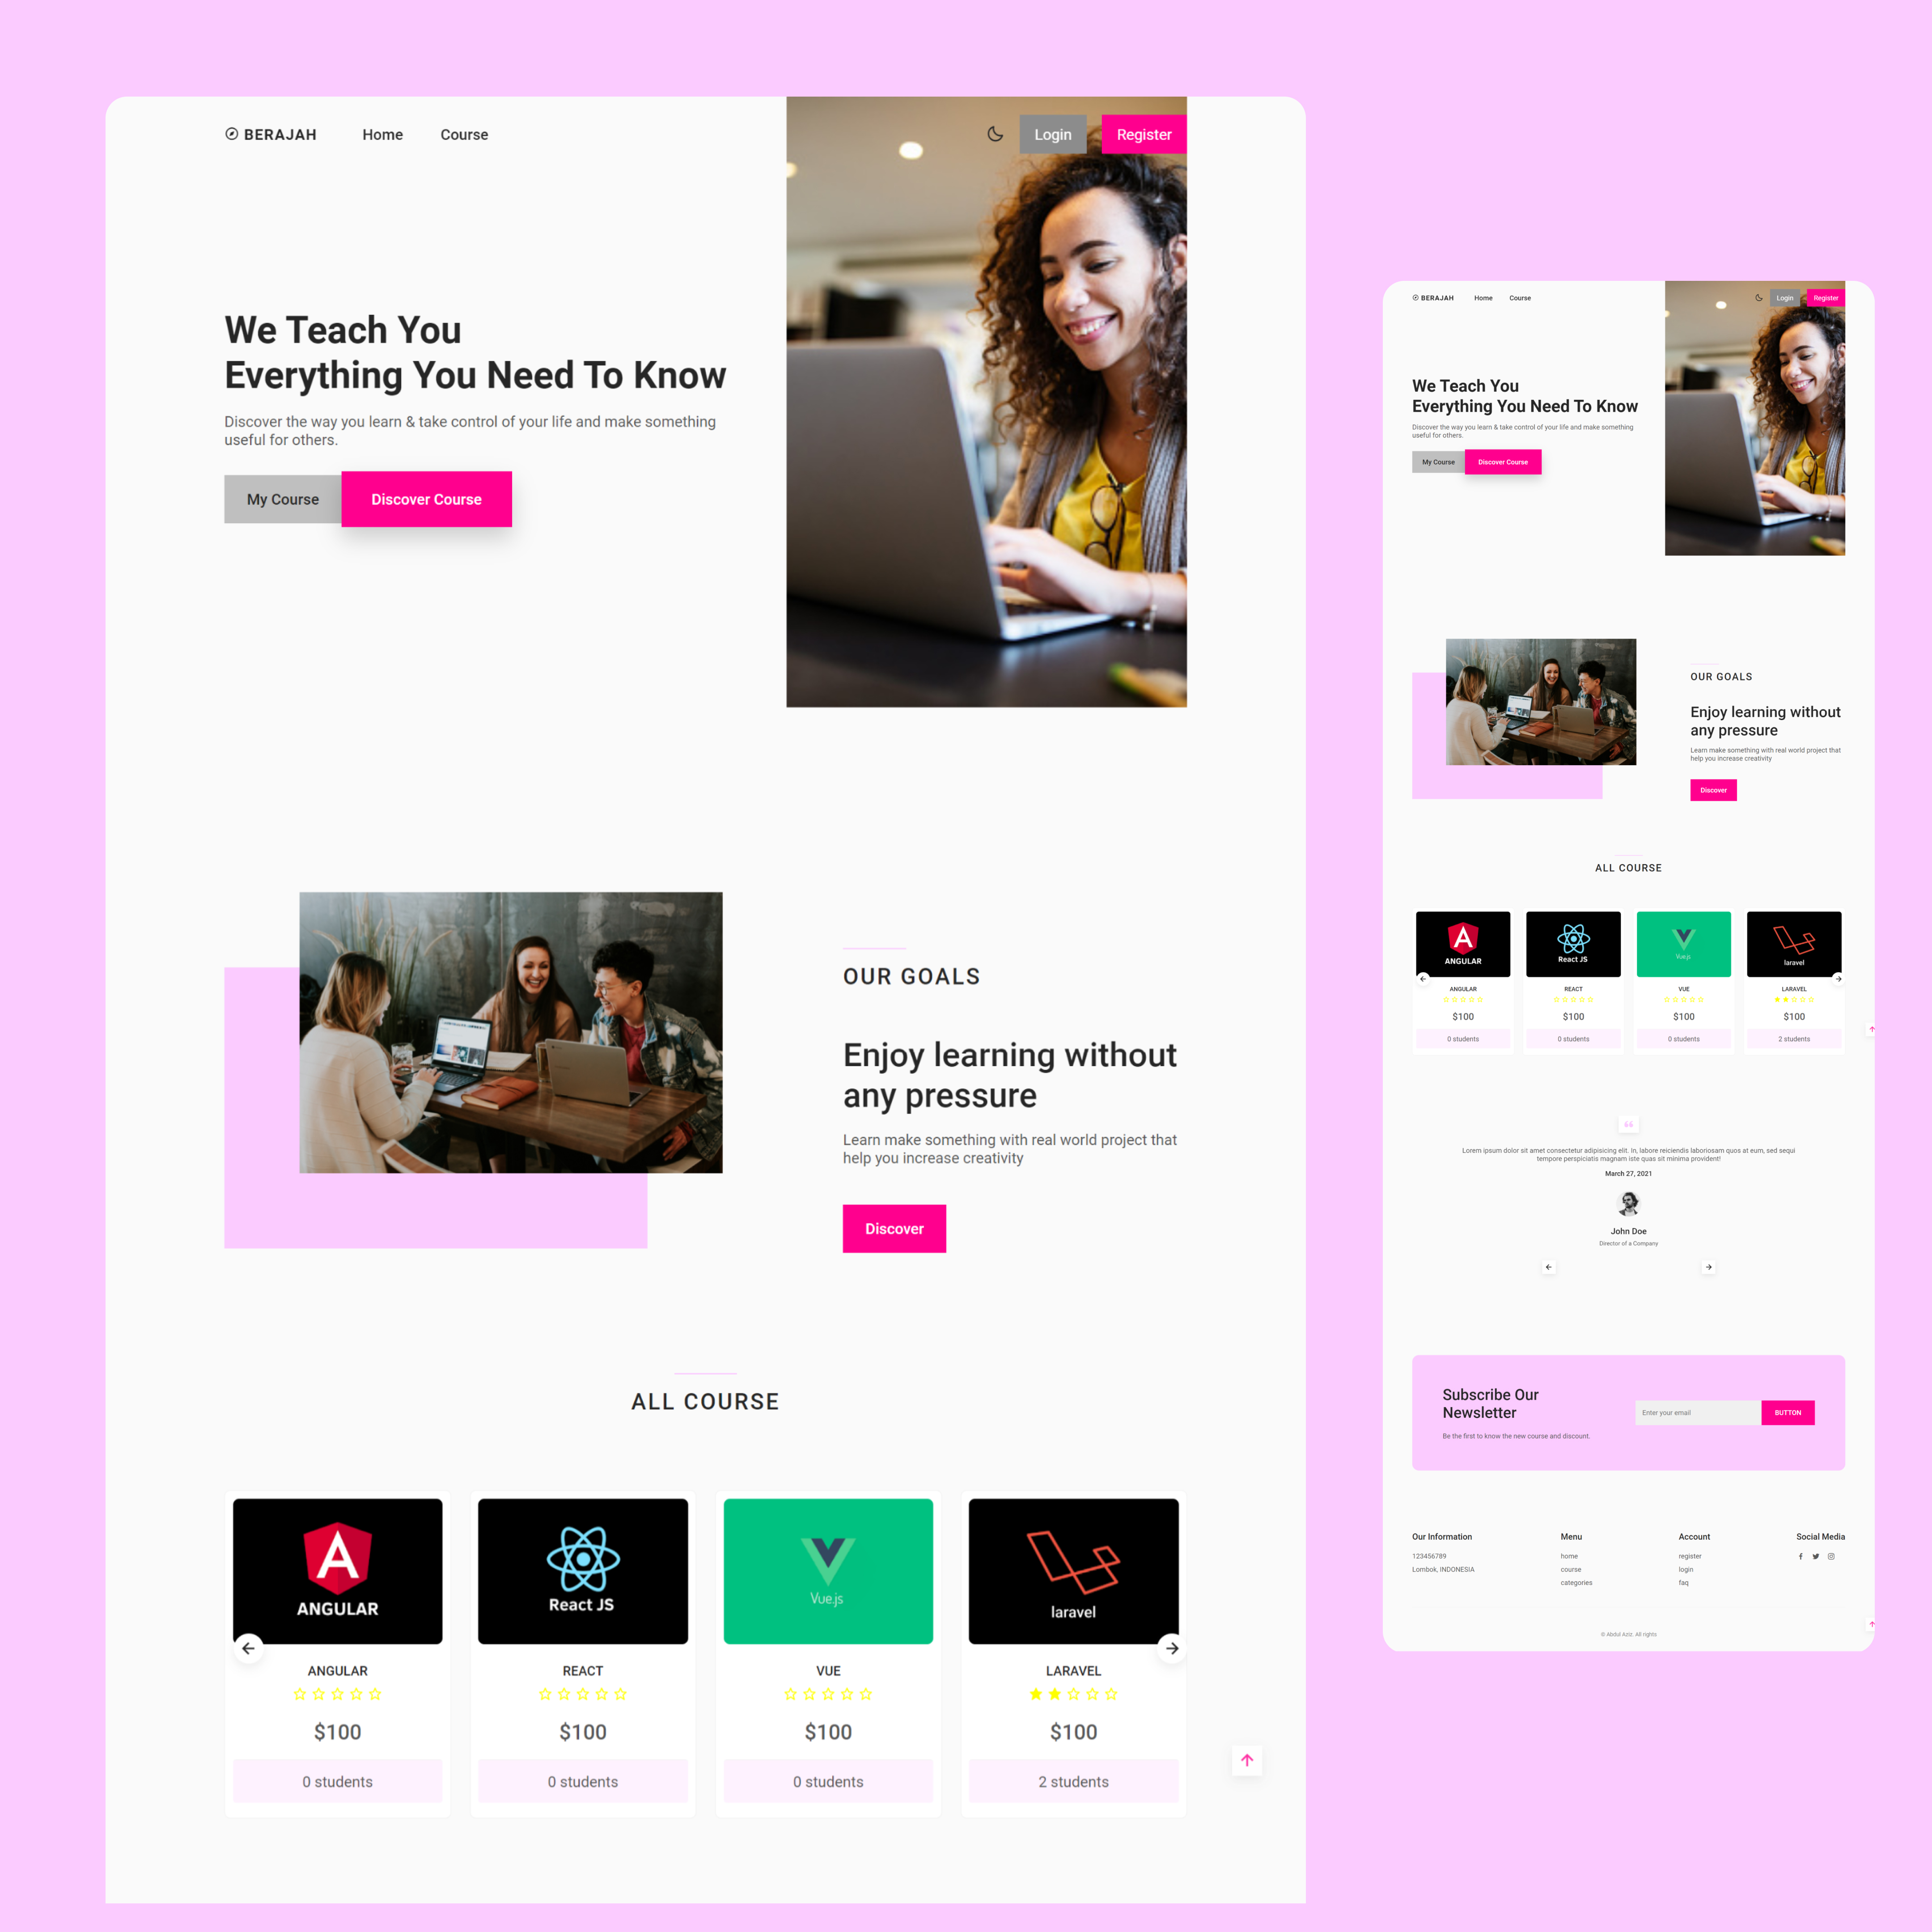 BERAJAH
Home
Course
Login
Register
We Teach You
Everything You Need To Know
Discover the way you learn & take control of your life and make something
useful for others.
My Course
Discover Course
OUR GOALS
Enjoy learning without
any pressure
Learn make something with real world project that
help you increase creativity
Discover
ALL COURSE
ANGULAR
React JS
Vue.js
laravel
ANGULAR
REACT
VUE
LARAVEL
$100
$100
$100
$100
0 students
0 students
0 students
2 students
BERAJAH
Home
Course
Login
Register
We Teach You
Everything You Need To Know
Discover the way you learn & take control of your life and make something
useful for others.
My Course
Discover Course
OUR GOALS
Enjoy learning without
any pressure
Learn make something with real world project that
help you increase creativity
Discover
ALL COURSE
ANGULAR
React JS
Vue.js
laravel
ANGULAR
REACT
VUE
LARAVEL
$100
$100
$100
$100
0 students
0 students
0 students
2 students
Lorem ipsum dolor sit amet consectetur adipisicing elit. In, labore reiciendis laboriosam quos at eum, sed sequi
tempore perspiciatis magnam iste quas sit minima provident!
March 27, 2021
John Doe
Director of a Company
Subscribe Our
Newsletter
Be the first to know the new course and discount.
Enter your email
BUTTON
Our Information
123456789
Lombok, INDONESIA
Menu
home
course
categories
Account
register
login
faq
Social Media
© Abdul Aziz. All rights